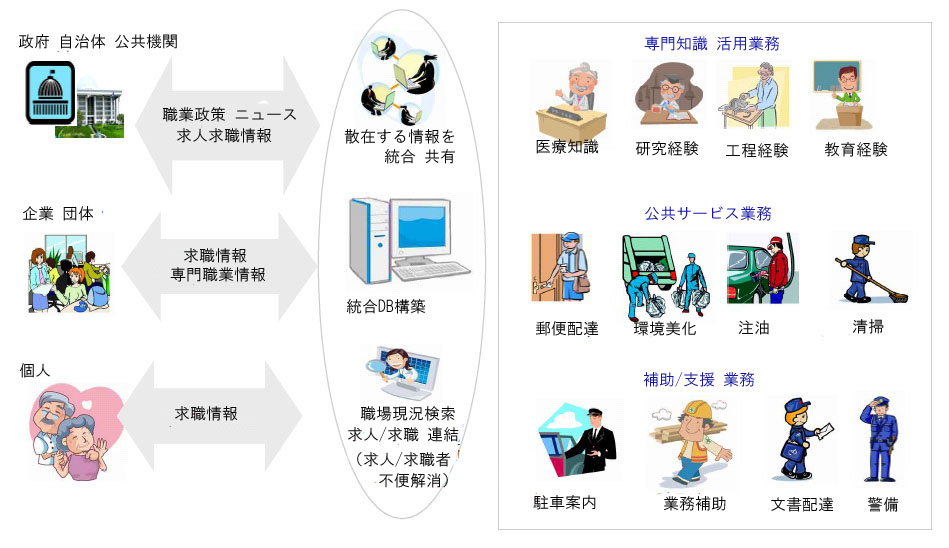 政府 自治体 公共機関
職業政策 ニュース
求人求職情報
散在する情報を
統合 共有
企業 団体
求職情報
専門職業情報
統合DB構築
個人
求職情報
職場現況検索
求人/求職 連結
(求人/求職者
不便解消)
専門知識 活用業務
医療知識
研究経験
工程経験
教育経験
公共サービス業務
郵便配達
環境美化
注油
清掃
補助/支援 業務
駐車案内
業務補助
文書配達
警備